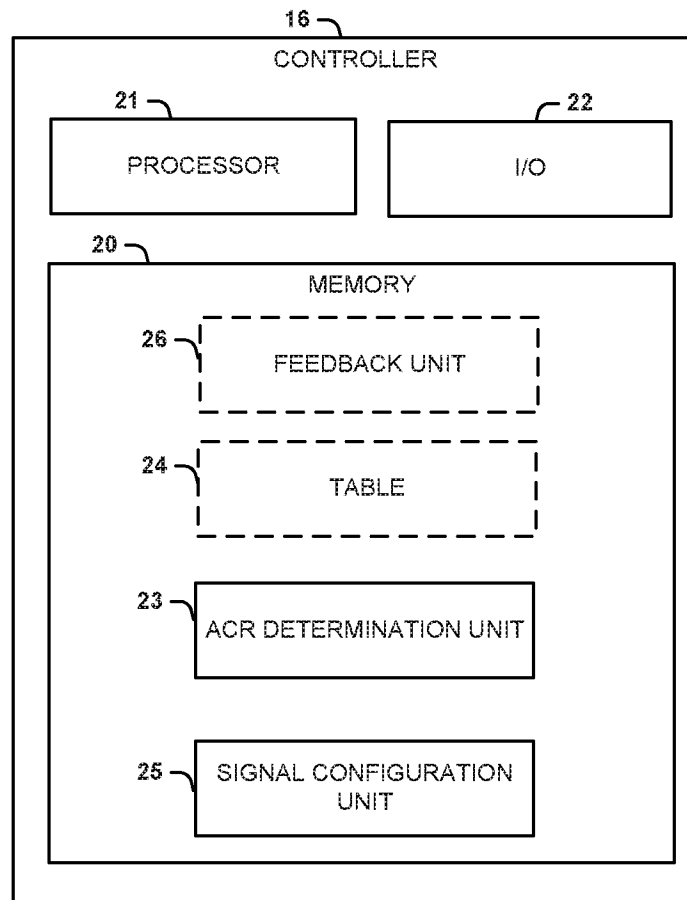 16
CONTROLLER
21
22
PROCESSOR
I/O
20
MEMORY
26
FEEDBACK UNIT
24
TABLE
23
ACR DETERMINATION UNIT
25
SIGNAL CONFIGURATION
UNIT